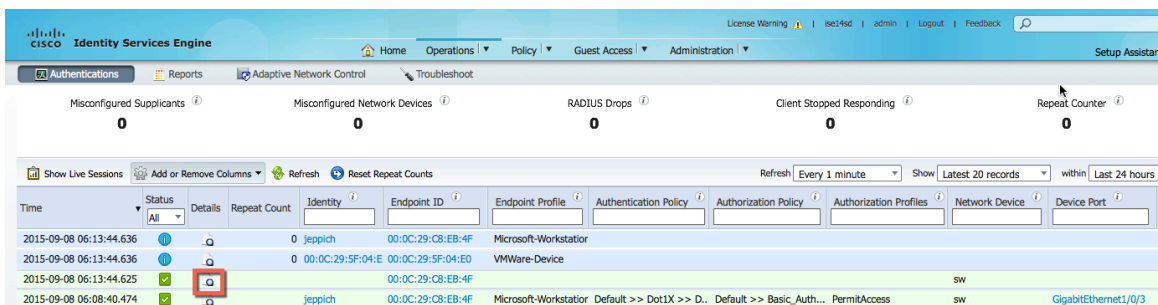 License Warning | ise14sd | admin | Logout | Feedback
CISCO Identity Services Engine
Home Operations Policy Guest Access Administration
Setup Assistan
Authentications Reports Adaptive Network Control Troubleshoot
Misconfigured Supplicants Misconfigured Network Devices RADIUS Drops Client Stopped Responding Repeat Counter
0 0 0 0 0
Show Live Sessions Add or Remove Columns Refresh Reset Repeat Counts Refresh Every 1 minute Show Latest 20 records within Last 24 hours
Time Status Details Repeat Count Identity Endpoint ID Endpoint Profile Authentication Policy Authorization Policy Authorization Profiles Network Device Device Port
All
2015-09-08 06:13:44.636 0 jeppich 00:0C:29:C8:EB:4F Microsoft-Workstation
2015-09-08 06:13:44.636 0 00:0C:29:5F:04:E 00:0C:29:5F:04:E0 VMWare-Device
2015-09-08 06:13:44.625 00:0C:29:C8:EB:4F sw
2015-09-08 06:08:40.474 jeppich 00:0C:29:C8:EB:4F Microsoft-Workstation Default >> Dot1X >> D.. Default >> Basic_Auth... PermitAccess sw GigabitEthernet1/0/3